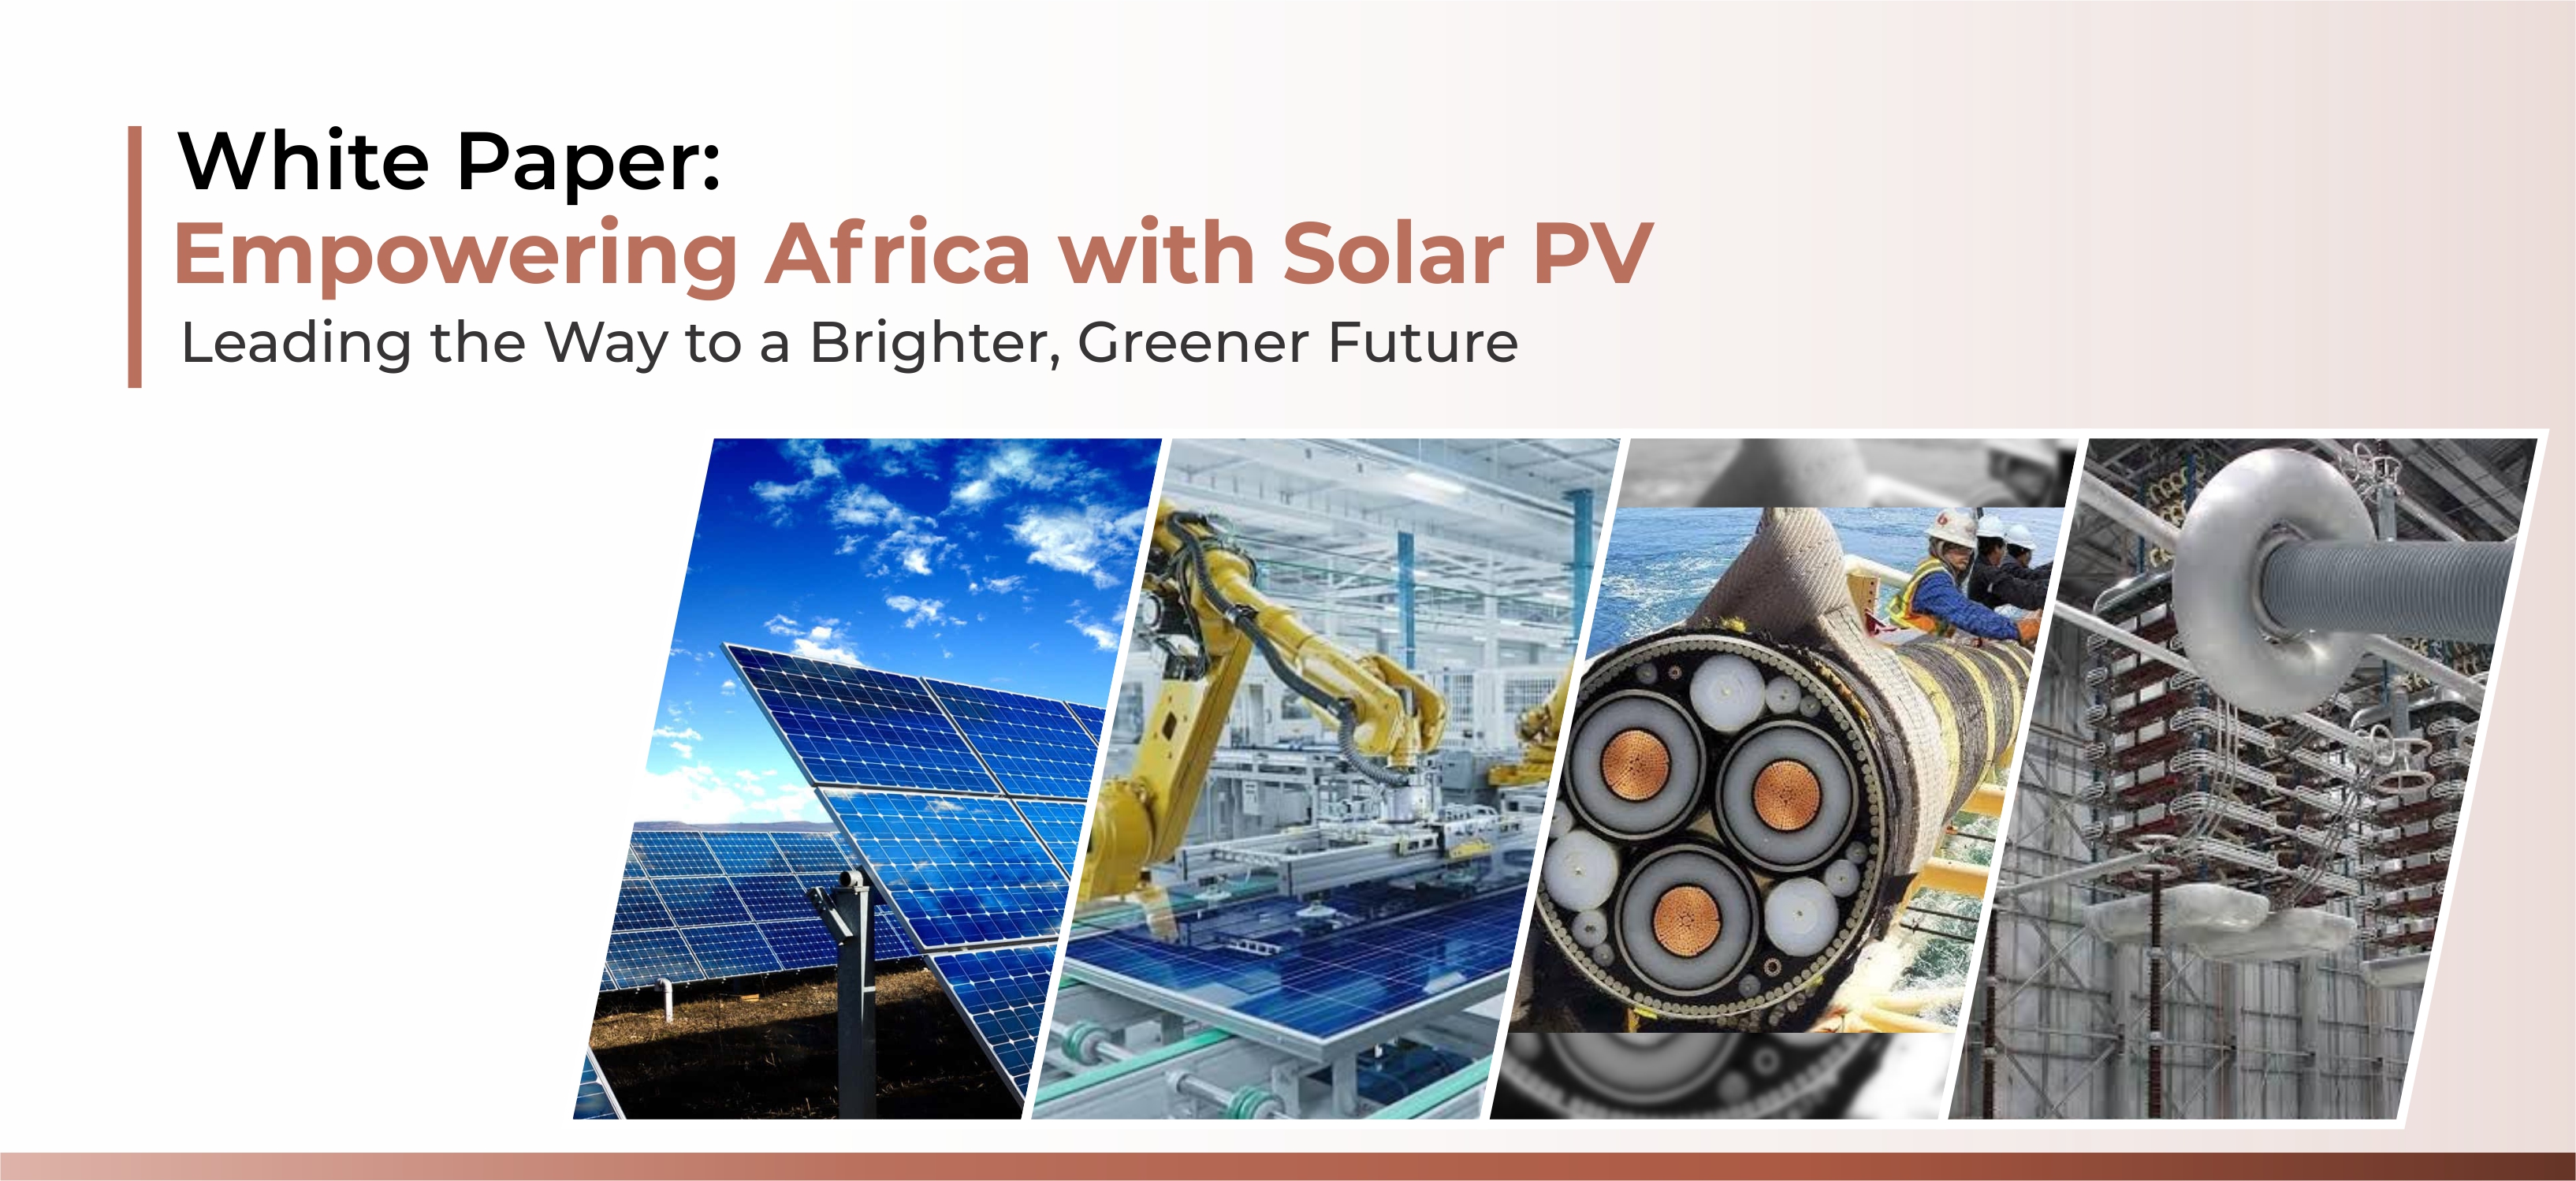 White Paper:
Empowering Africa with Solar PV
Leading the Way to a Brighter, Greener Future